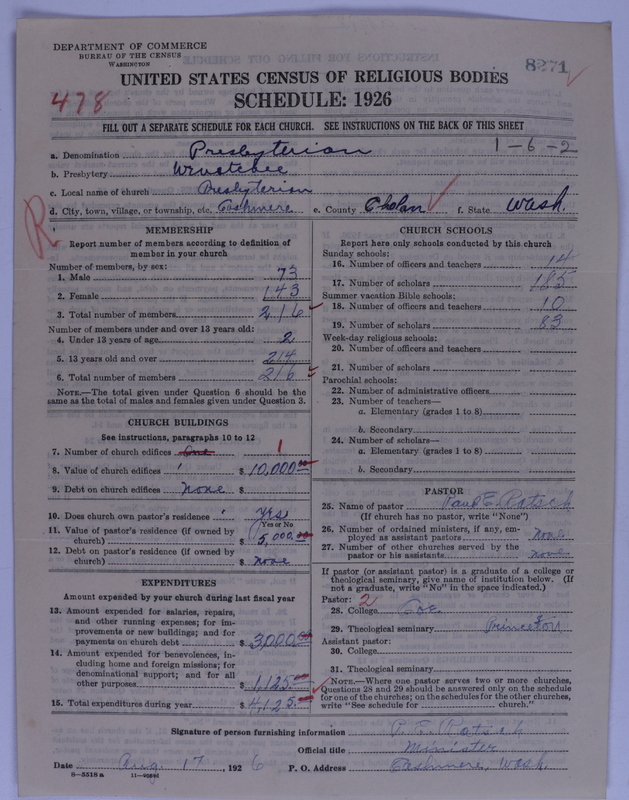 DEPARTMENT OF COMMERCE
BUREAU OF THE CENSUS
WASHINGTON
8271
UNITED STATES CENSUS OF RELIGIOUS BODIES
478
SCHEDULE: 1926
FILL OUT A SEPARATE SCHEDULE FOR EACH CHURCH. SEE INSTRUCTIONS ON THE BACK OF THIS SHEET
1-6-2
a. Denomination Presbyterian
b. Presbytery Wenatchee
c. Local name of church Presbyterian
d. City, town, village, or township, etc. Cashmere e. County Chelan f. State Wash.
R
MEMBERSHIP
Report number of members according to definition of
member in your church
Number of members, by sex:
1. Male 73
2. Female 143
3. Total number of members 216
Number of members under and over 13 years old:
4. Under 13 years of age 2
5. 13 years old and over 214
6. Total number of members 216
NOTE.—The total given under Question 6 should be
same as the total of males and females given under Question 3.
CHURCH BUILDINGS
See instructions, paragraphs 10 to 12
7. Number of church edifices One 1
8. Value of church edifices $ 10,000.00
9. Debt on church edifices none $
10. Does church own pastor's residence yes
Yes or No
11. Value of pastor's residence (if owned by
church) $ 5,000.00
12. Debt on pastor's residence (if owned by
church) $ none
EXPENDITURES
Amount expended by your church during last fiscal year
13. Amount expended for salaries, repairs,
and other running expenses; for im-
provements or new buildings; and for
payments on church debt $ 3,000.00
14. Amount expended for benevolences, in-
cluding home and foreign missions; for
denominational support; and for all
other purposes $ 1,125.00
15. Total expenditures during year $ 4,125.00
CHURCH SCHOOLS
Report here only schools conducted by this church
Sunday schools:
16. Number of officers and teachers 14
17. Number of scholars 185
Summer vacation Bible schools:
18. Number of officers and teachers 10
19. Number of scholars 83
Week-day religious schools:
20. Number of officers and teachers
21. Number of scholars
Parochial schools:
22. Number of administrative officers
23. Number of teachers—
a. Elementary (grades 1 to 8)
b. Secondary
24. Number of scholars—
a. Elementary (grades 1 to 8)
b. Secondary
PASTOR
25. Name of pastor Paul E. Ratsch
(If church has no pastor, write "None")
26. Number of ordained ministers, if any, em-
ployed as assistant pastors none
27. Number of other churches served by the
pastor or his assistants none
If pastor (or assistant pastor) is a graduate of a college or
theological seminary, give name of institution below. (If
not a graduate, write "No" in the space indicated.)
Pastor: 2
28. College Coe
29. Theological seminary Princeton
Assistant pastor:
30. College
31. Theological seminary
NOTE.—Where one pastor serves two or more churches,
Questions 28 and 29 should be answered only on the schedule
for one of the churches; on the schedules for the other churches,
write "See schedule for church."
Signature of person furnishing information P. E. Ratsch
Official title Minister
Date Aug. 17, 1926 P. O. Address Cashmere, Wash.
8—5518 a